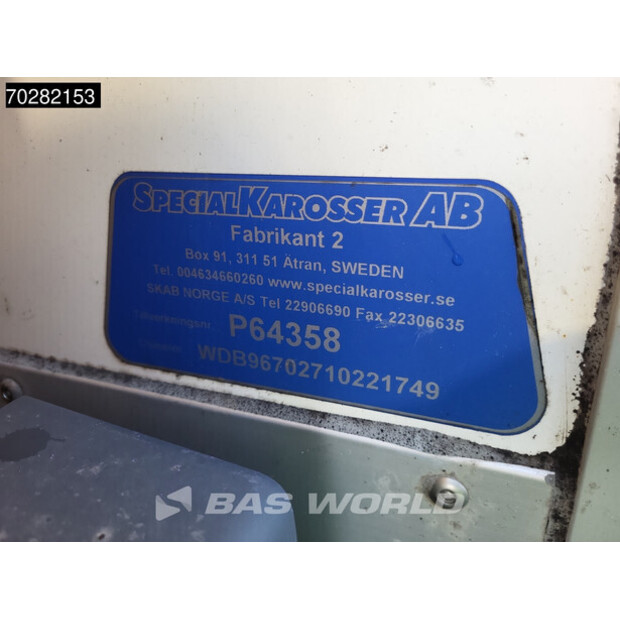 70282153
SPECIALKAROSSER AB
Fabrikant 2
Box 91, 311 51 Ätran, SWEDEN
Tel. 004634660260 www.specialkarosser.se
SKAB NORGE A/S Tel 22906690 Fax 22306635
Tillverkningsnr. P64358
WDB96702710221749
BAS WORLD